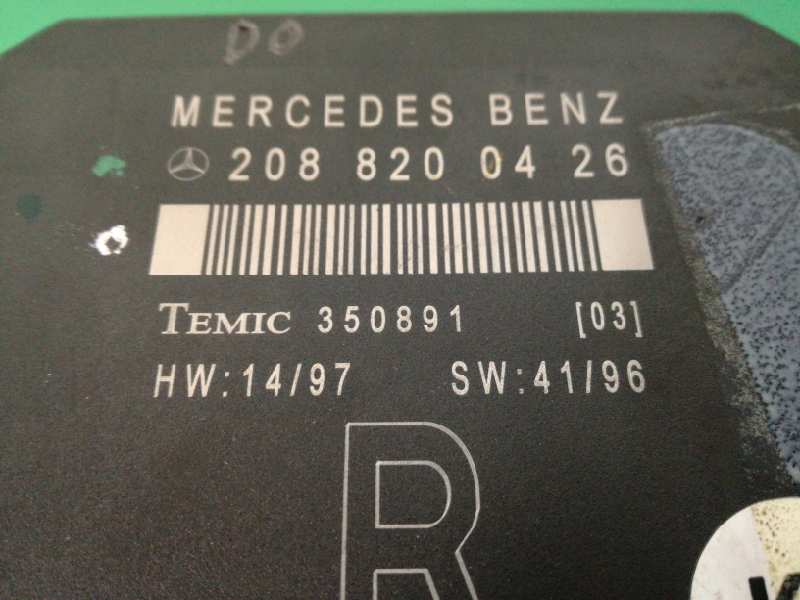 DO
MERCEDES BENZ
208 820 04 26
TEMIC 350891 [03]
HW:14/97 SW:41/96
R